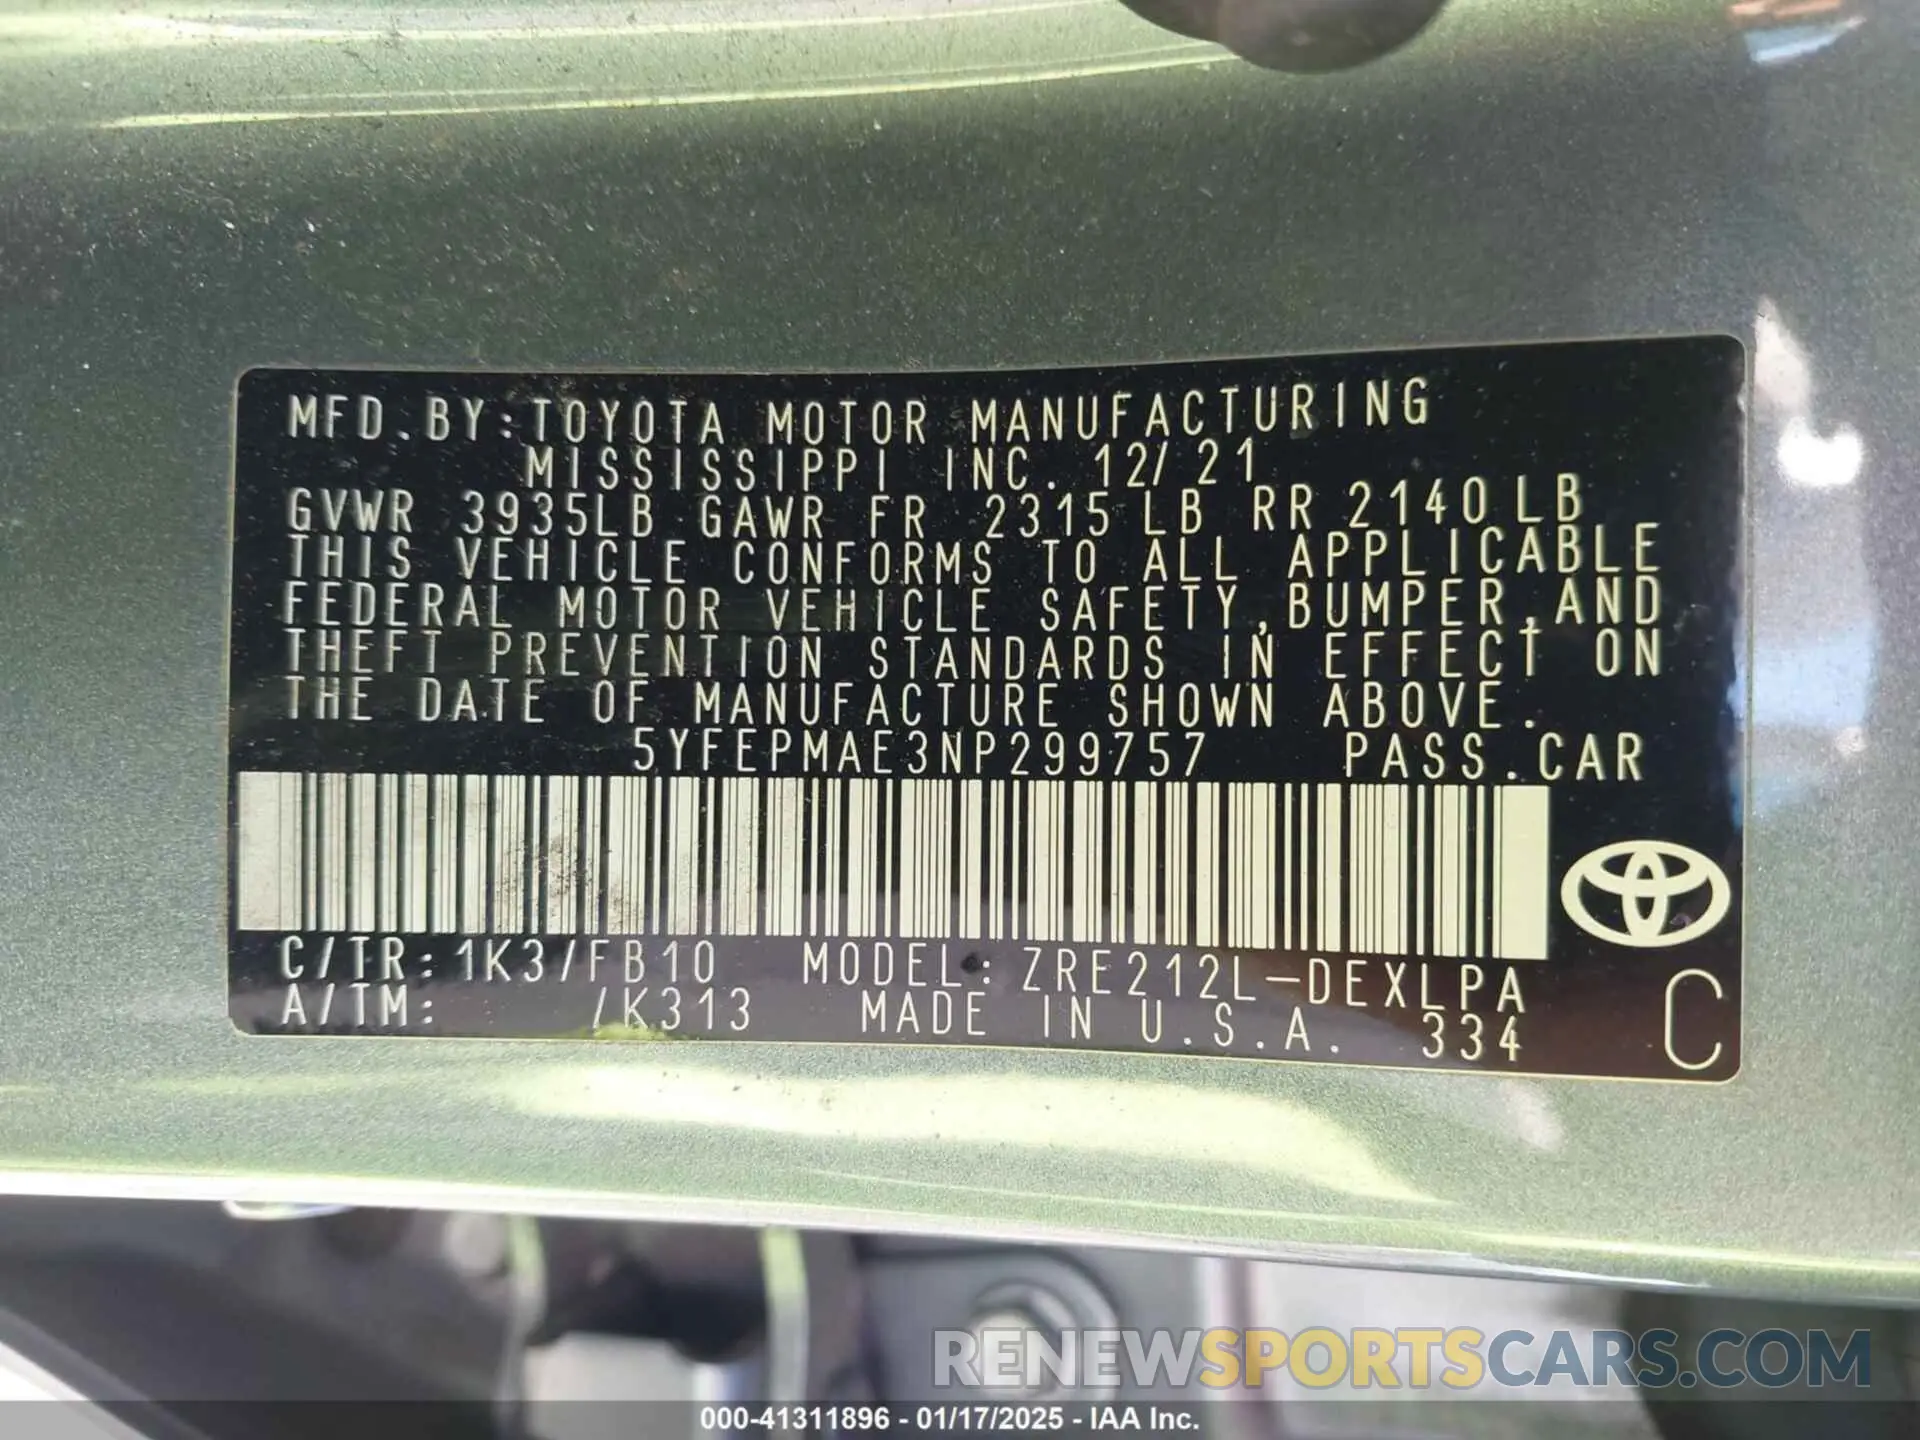 MFD.BY:TOYOTA MOTOR MANUFACTURING
MISSISSIPPI INC. 12/21
GVWR 3935LB GAWR FR 2315LB RR 2140LB
THIS VEHICLE CONFORMS TO ALL APPLICABLE
FEDERAL MOTOR VEHICLE SAFETY,BUMPER,AND
THEFT PREVENTION STANDARDS IN EFFECT ON
THE DATE OF MANUFACTURE SHOWN ABOVE.
5YFEPMAE3NP299757 PASS.CAR
C/TR:1K3/FB10 MODEL:ZRE212L-DEXLPA
A/TM: /K313 MADE IN U.S.A. 334 C
RENEWSPORTSCARS.COM
000-41311896 - 01/17/2025 - IAA Inc.